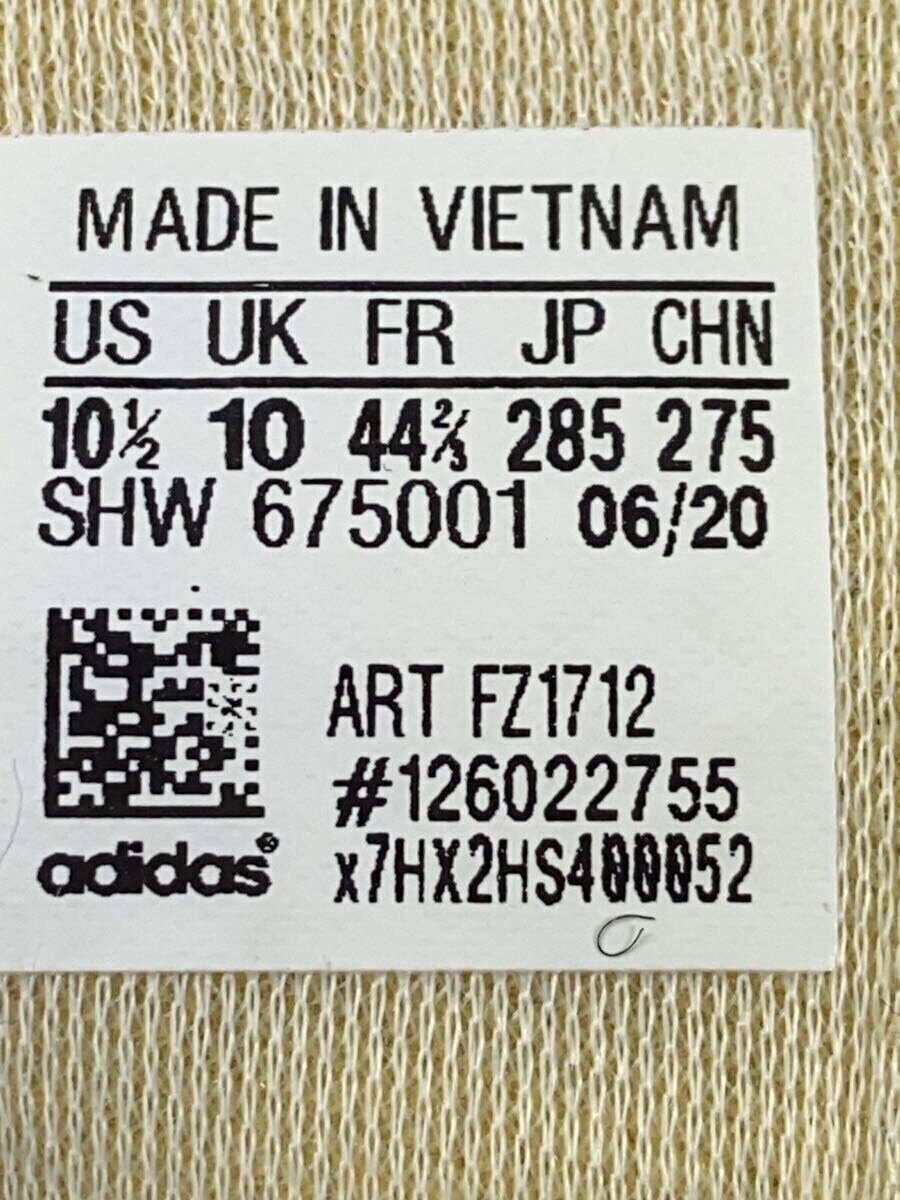 MADE IN VIETNAM
US UK FR JP CHN
10½ 10 44⅔ 285 275
SHW 675001 06/20
ART FZ1712
#126022755
adidas®
x7HX2HS400052